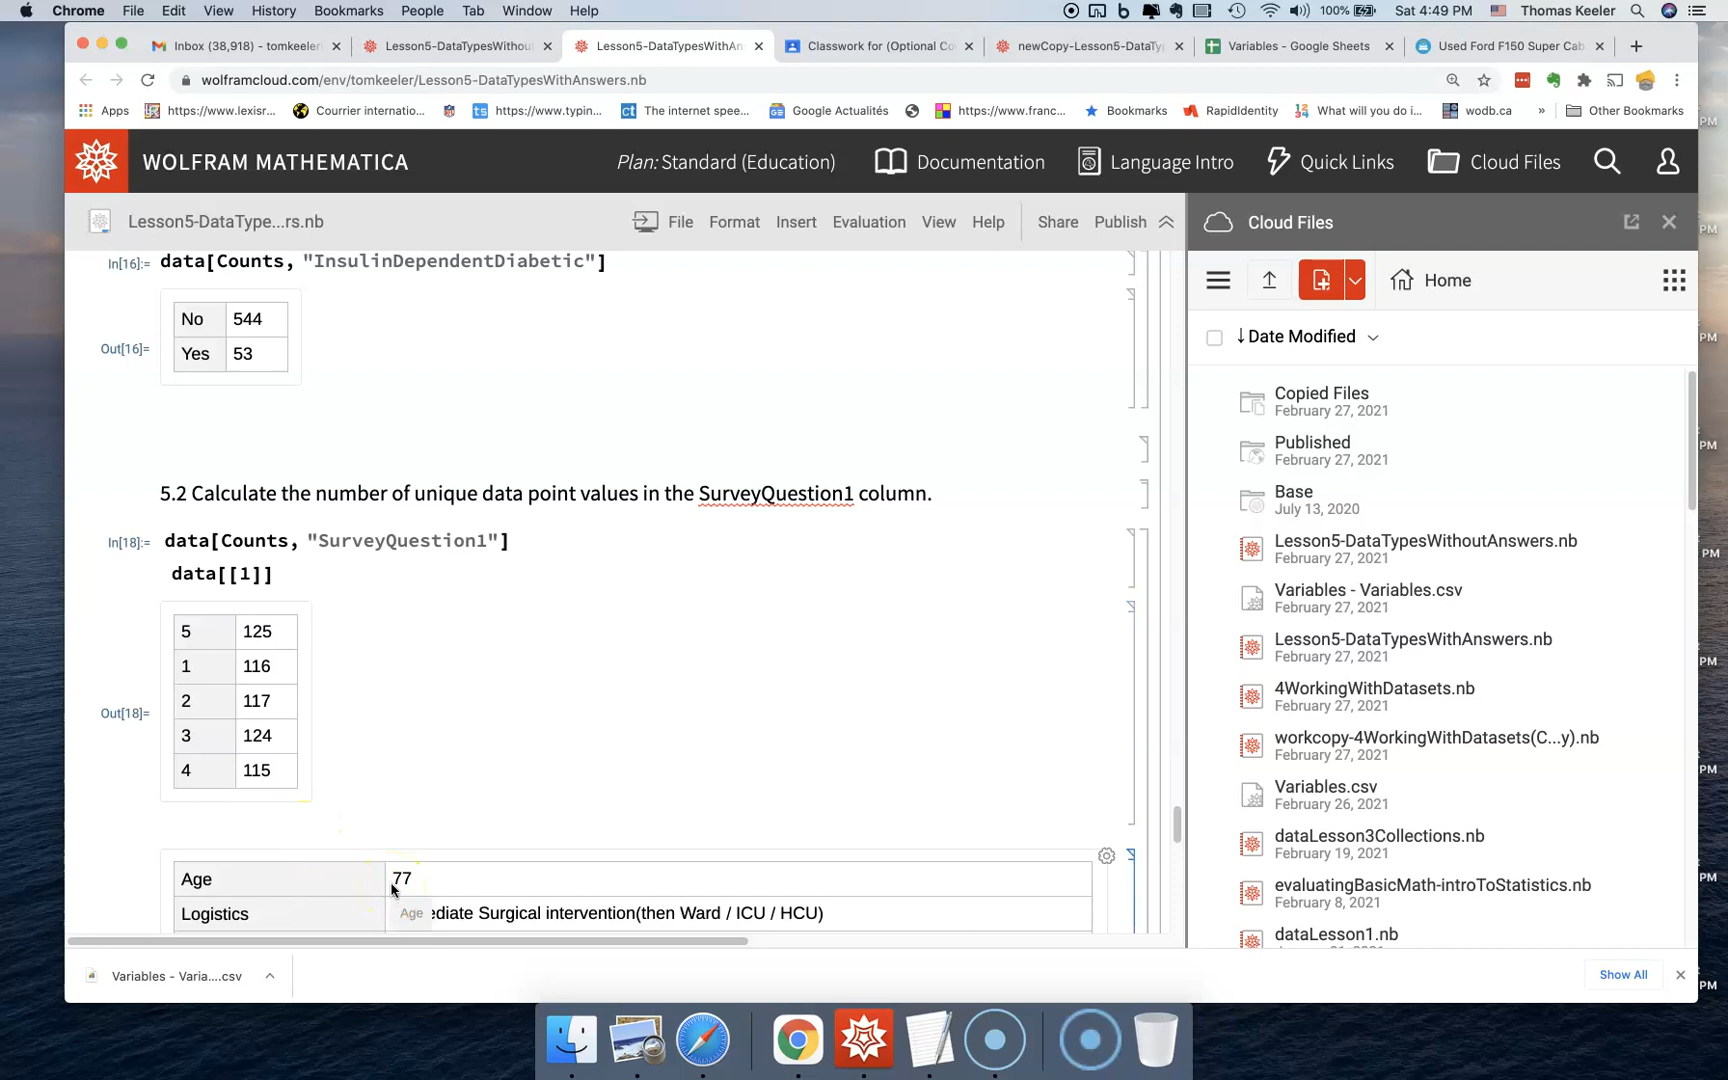 Chrome File Edit View History Bookmarks People Tab Window Help 100% Sat 4:49 PM Thomas Keeler
Inbox (38,918) - tomkeeler Lesson5-DataTypesWithou Lesson5-DataTypesWithAn Classwork for (Optional Co newCopy-Lesson5-DataTy Variables - Google Sheets Used Ford F150 Super Cab
wolframcloud.com/env/tomkeeler/Lesson5-DataTypesWithAnswers.nb
Apps https://www.lexisr... Courrier internatio... https://www.typin... The internet spee... Google Actualités https://www.franc... Bookmarks RapidIdentity What will you do i... wodb.ca » Other Bookmarks
WOLFRAM MATHEMATICA Plan: Standard (Education) Documentation Language Intro Quick Links Cloud Files
Lesson5-DataType...rs.nb File Format Insert Evaluation View Help Share Publish
In[16]:= data[Counts, "InsulinDependentDiabetic"]
No 544
Out[16]=
Yes 53
5.2 Calculate the number of unique data point values in the SurveyQuestion1 column.
In[18]:= data[Counts, "SurveyQuestion1"]
data[[1]]
5 125
1 116
2 117
Out[18]=
3 124
4 115
Age 77
Logistics ediate Surgical intervention(then Ward / ICU / HCU)
Age
Cloud Files
Home
Date Modified
Copied Files
February 27, 2021
Published
February 27, 2021
Base
July 13, 2020
Lesson5-DataTypesWithoutAnswers.nb
February 27, 2021
Variables - Variables.csv
February 27, 2021
Lesson5-DataTypesWithAnswers.nb
February 27, 2021
4WorkingWithDatasets.nb
February 27, 2021
workcopy-4WorkingWithDatasets(C...y).nb
February 27, 2021
Variables.csv
February 26, 2021
dataLesson3Collections.nb
February 19, 2021
evaluatingBasicMath-introToStatistics.nb
February 8, 2021
dataLesson1.nb
Variables - Varia....csv Show All
PM
PM
PM
PM
PM
PM
PM
PM
PM